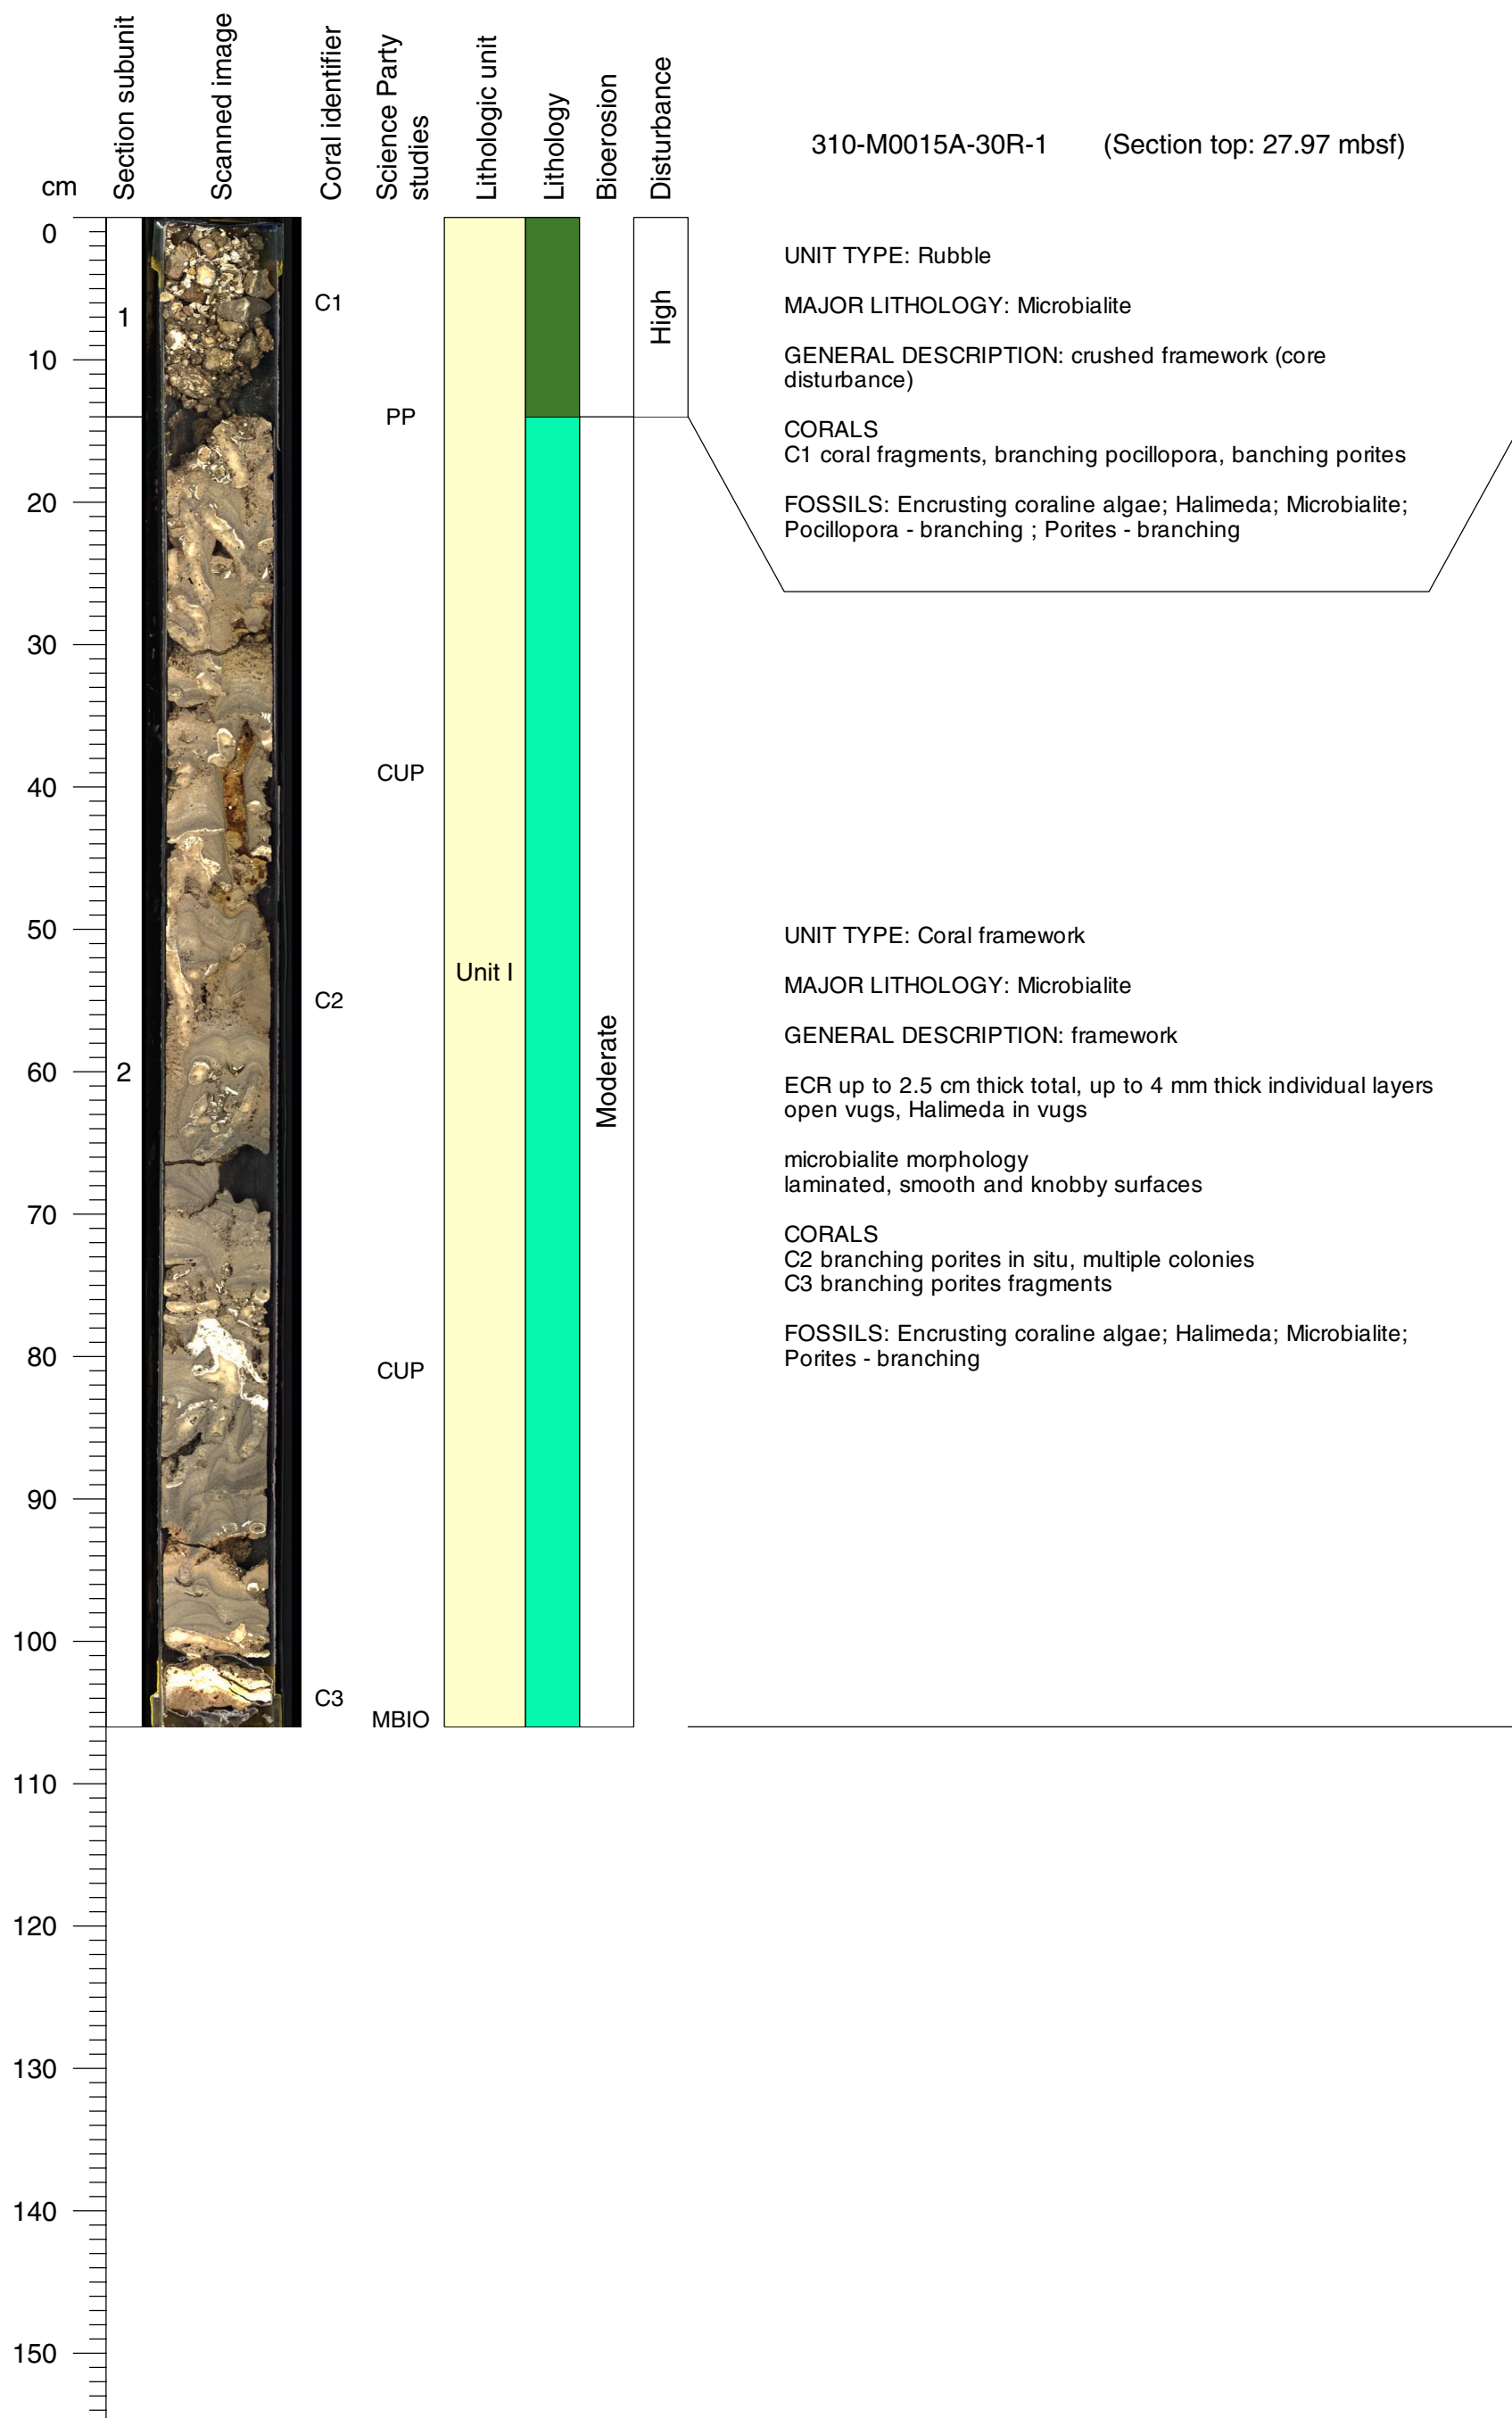 Section subunit
Scanned image
Coral identifier
Science Party
studies
Lithologic unit
Lithology
Bioerosion
Disturbance
310-M0015A-30R-1 (Section top: 27.97 mbsf)
cm
0
10
20
30
40
50
60
70
80
90
100
110
120
130
140
150
1
2
C1
C2
C3
PP
CUP
CUP
MBIO
Unit I
Moderate
High
UNIT TYPE: Rubble
MAJOR LITHOLOGY: Microbialite
GENERAL DESCRIPTION: crushed framework (core
disturbance)
CORALS
C1 coral fragments, branching pocillopora, banching porites
FOSSILS: Encrusting coraline algae; Halimeda; Microbialite;
Pocillopora - branching ; Porites - branching
UNIT TYPE: Coral framework
MAJOR LITHOLOGY: Microbialite
GENERAL DESCRIPTION: framework
ECR up to 2.5 cm thick total, up to 4 mm thick individual layers
open vugs, Halimeda in vugs
microbialite morphology
laminated, smooth and knobby surfaces
CORALS
C2 branching porites in situ, multiple colonies
C3 branching porites fragments
FOSSILS: Encrusting coraline algae; Halimeda; Microbialite;
Porites - branching